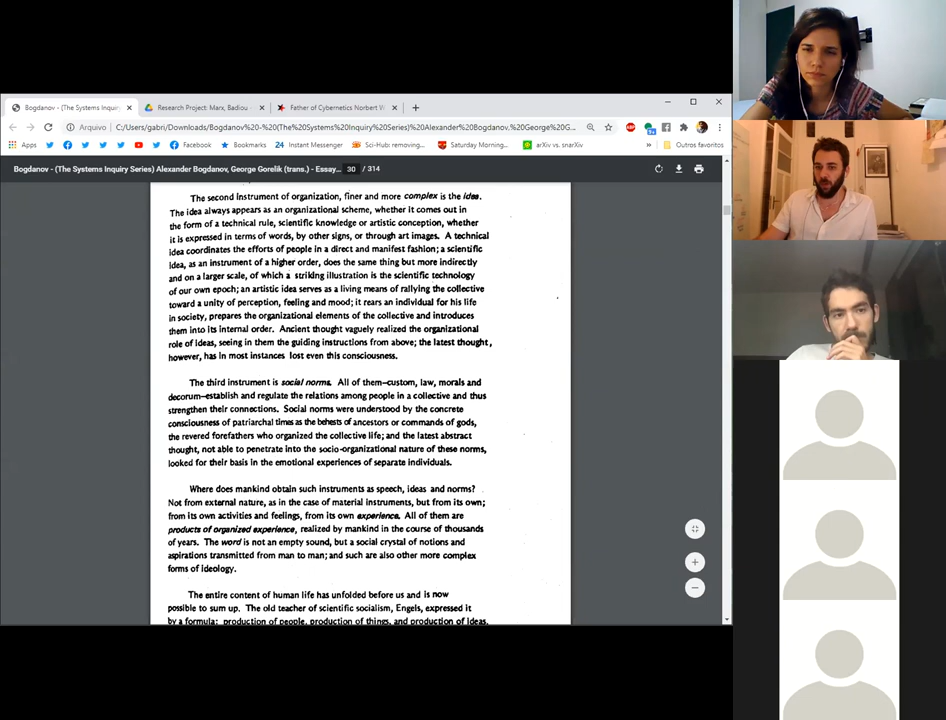 Bogdanov - (The Systems Inquiry
Research Project: Marx, Badiou -
Father of Cybernetics Norbert W
Arquivo
C:/Users/gabri/Downloads/Bogdanov%20-%20(The%20Systems%20Inquiry%20Series)%20Alexander%20Bogdanov,%20George%20G...
Apps
Facebook
Bookmarks
24 Instant Messenger
Sci-Hub: removing...
Saturday Morning...
arXiv vs. snarXiv
»
Outros favoritos
Bogdanov - (The Systems Inquiry Series) Alexander Bogdanov, George Gorelik (trans.) - Essay...
30 / 314
The second instrument of organization, finer and more complex is the idea.
The idea always appears as an organizational scheme, whether it comes out in
the form of a technical rule, scientific knowledge or artistic conception, whether
it is expressed in terms of words, by other signs, or through art images. A technical
idea coordinates the efforts of people in a direct and manifest fashion; a scientific
idea, as an instrument of a higher order, does the same thing but more indirectly
and on a larger scale, of which a striking illustration is the scientific technology
of our own epoch; an artistic idea serves as a living means of rallying the collective
toward a unity of perception, feeling and mood; it rears an individual for his life
in society, prepares the organizational elements of the collective and introduces
them into its internal order. Ancient thought vaguely realized the organizational
role of ideas, seeing in them the guiding instructions from above; the latest thought,
however, has in most instances lost even this consciousness.
The third instrument is social norms. All of them—custom, law, morals and
decorum—establish and regulate the relations among people in a collective and thus
strengthen their connections. Social norms were understood by the concrete
consciousness of patriarchal times as the behests of ancestors or commands of gods,
the revered forefathers who organized the collective life; and the latest abstract
thought, not able to penetrate into the socio-organizational nature of these norms,
looked for their basis in the emotional experiences of separate individuals.
Where does mankind obtain such instruments as speech, ideas and norms?
Not from external nature, as in the case of material instruments, but from its own;
from its own activities and feelings, from its own experience. All of them are
products of organized experience, realized by mankind in the course of thousands
of years. The word is not an empty sound, but a social crystal of notions and
aspirations transmitted from man to man; and such are also other more complex
forms of ideology.
The entire content of human life has unfolded before us and is now
possible to sum up. The old teacher of scientific socialism, Engels, expressed it
by a formula: production of people, production of things, and production of ideas.